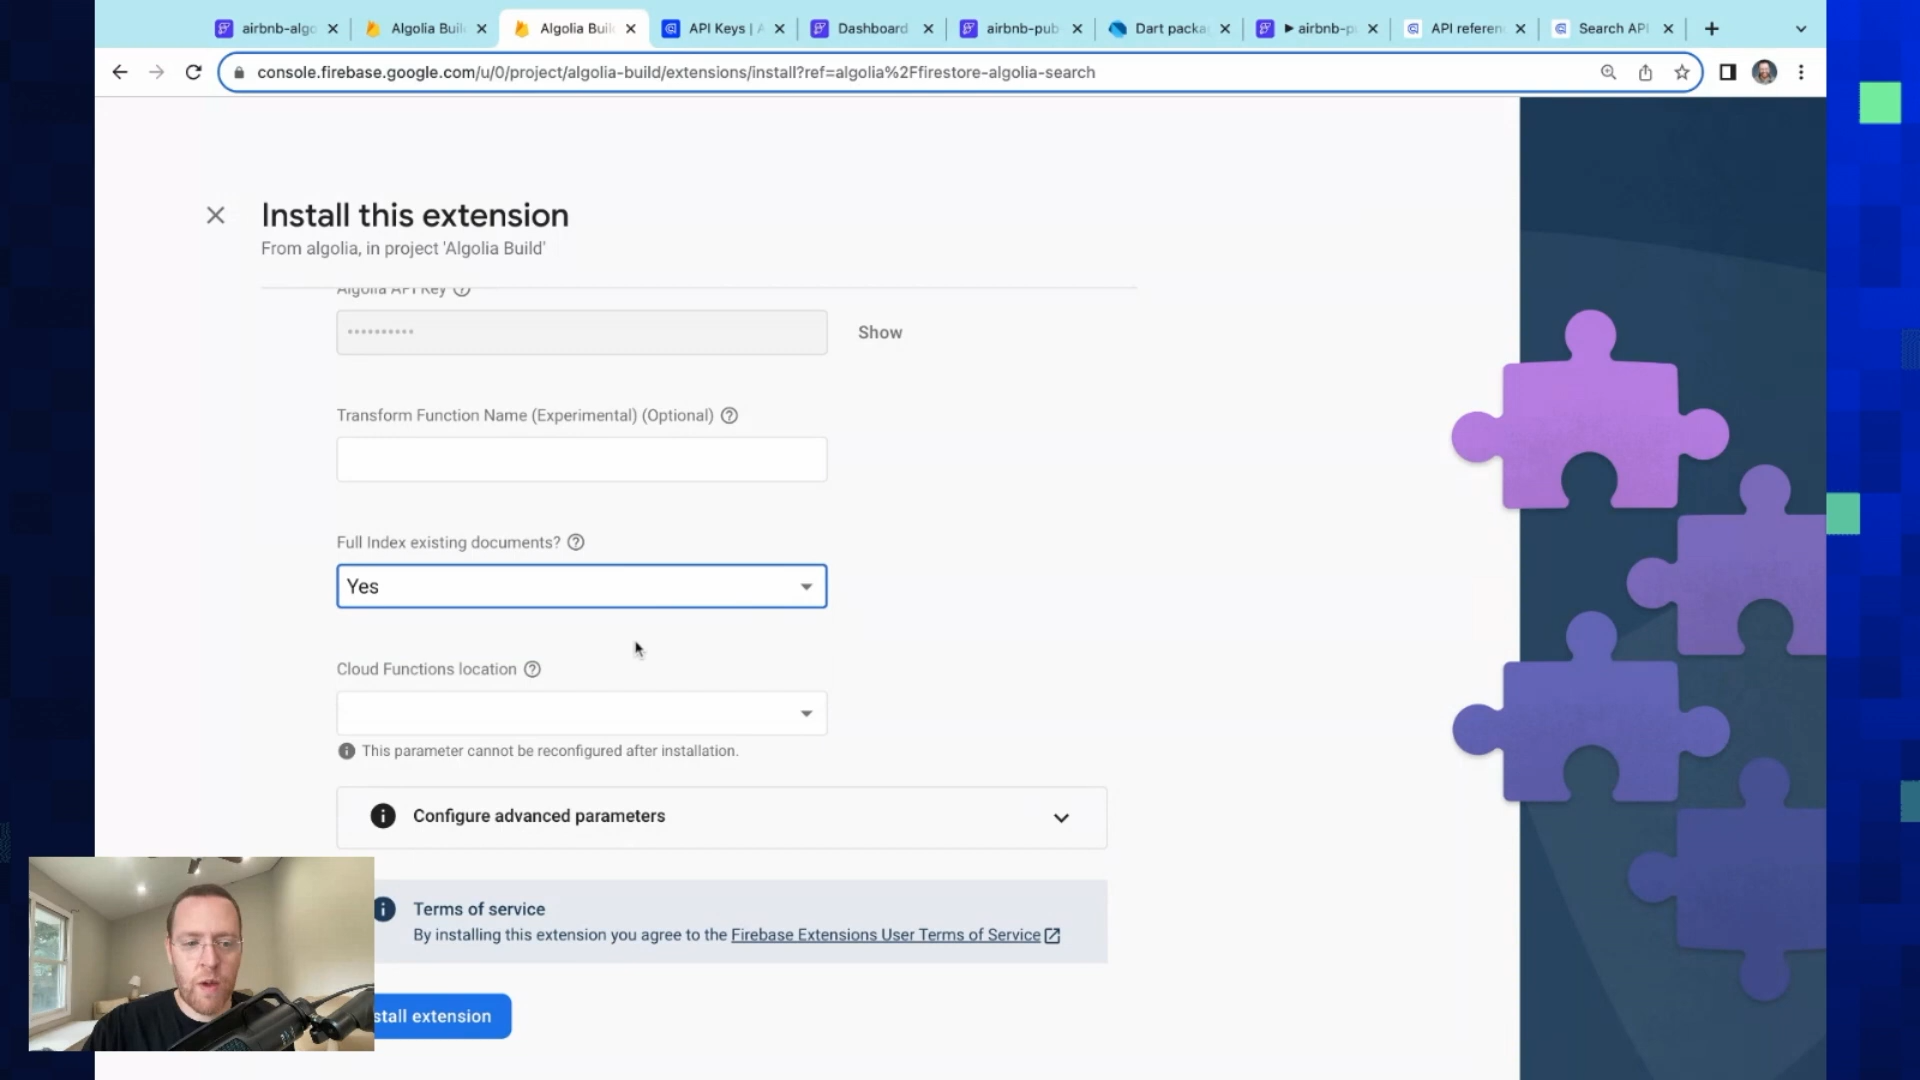 airbnb-algo
Algolia Buil
Algolia Buil
API Keys | A
Dashboard
airbnb-pub
Dart packa
airbnb-p
API referen
Search API
console.firebase.google.com/u/0/project/algolia-build/extensions/install?ref=algolia%2Ffirestore-algolia-search
Install this extension
From algolia, in project 'Algolia Build'
Algolia API Key
Show
Transform Function Name (Experimental) (Optional)
Full Index existing documents?
Yes
Cloud Functions location
This parameter cannot be reconfigured after installation.
Configure advanced parameters
Terms of service
By installing this extension you agree to the Firebase Extensions User Terms of Service
stall extension